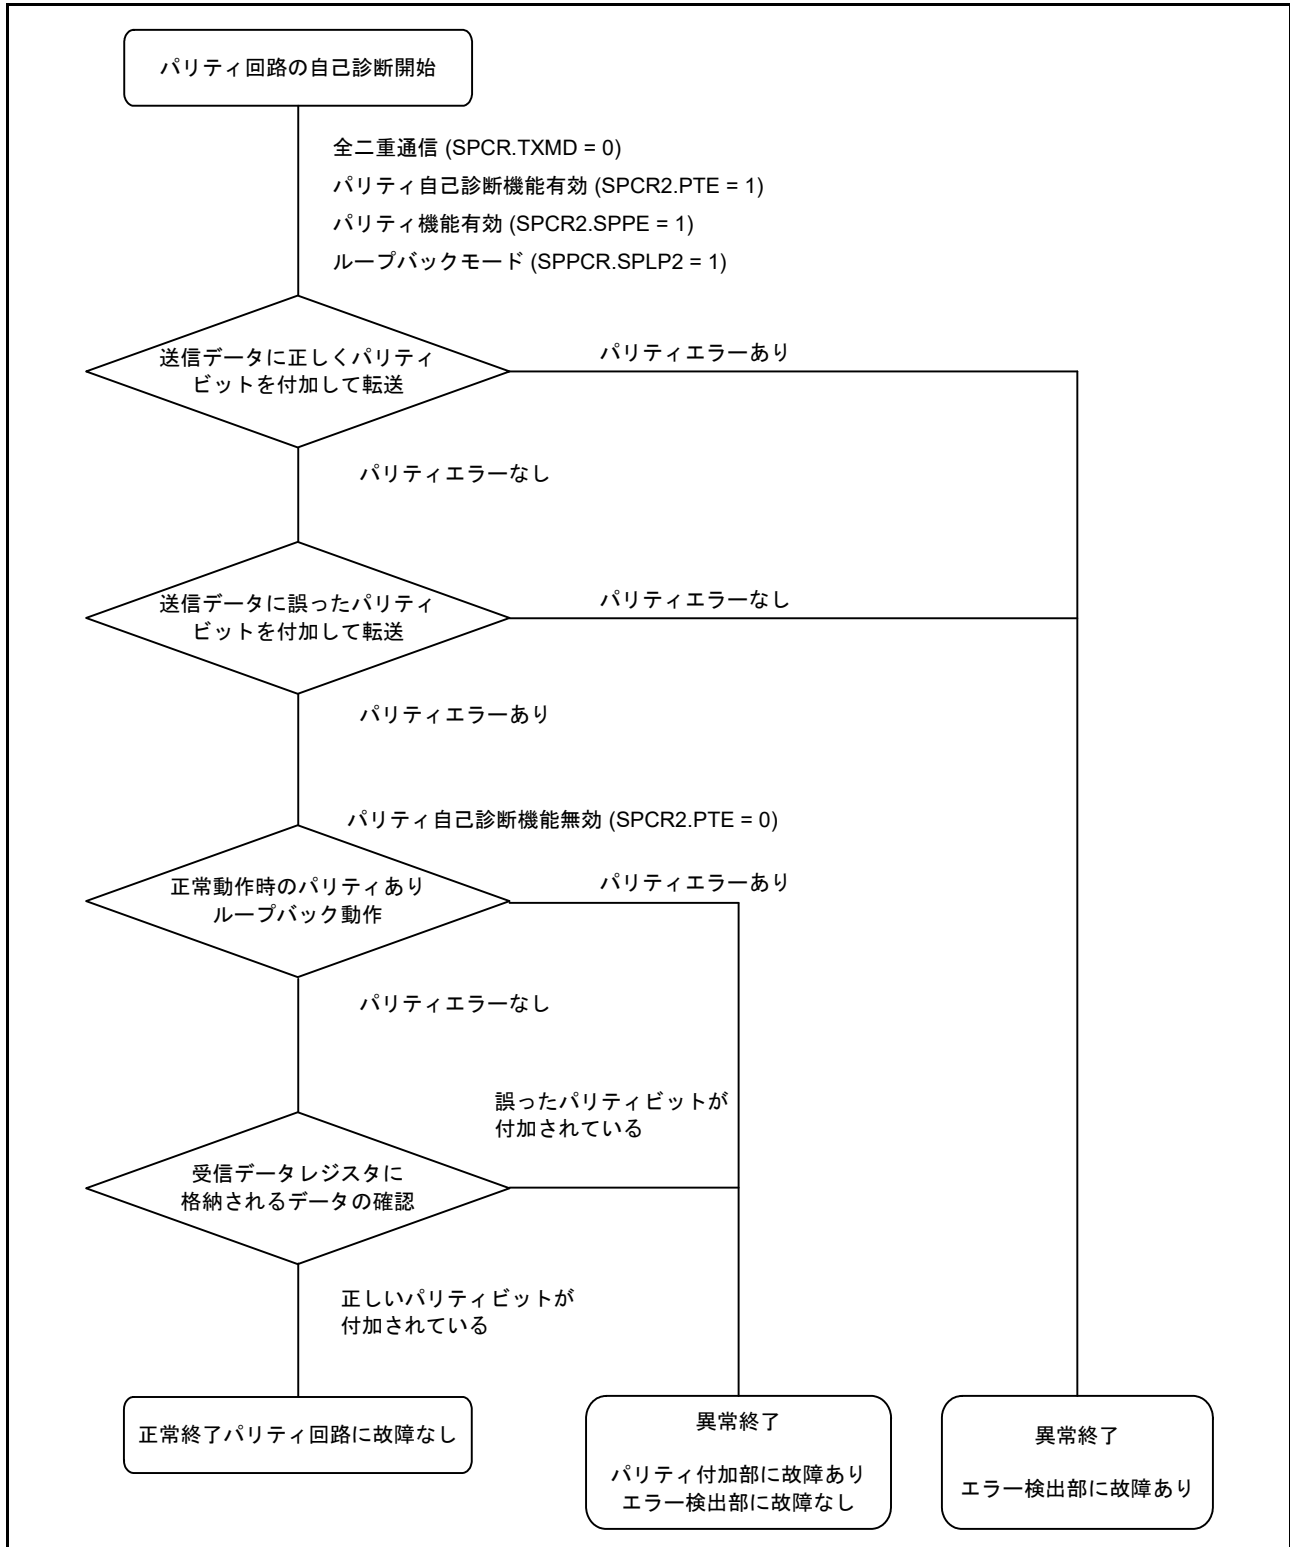 パリティ回路の自己診断開始
全二重通信 (SPCR.TXMD = 0)
パリティ自己診断機能有効 (SPCR2.PTE = 1)
パリティ機能有効 (SPCR2.SPPE = 1)
ループバックモード (SPPCR.SPLP2 = 1)
送信データに正しくパリティ
ビットを付加して転送
パリティエラーあり
パリティエラーなし
送信データに誤ったパリティ
ビットを付加して転送
パリティエラーなし
パリティエラーあり
パリティ自己診断機能無効 (SPCR2.PTE = 0)
正常動作時のパリティあり
ループバック動作
パリティエラーあり
パリティエラーなし
誤ったパリティビットが
付加されている
受信データレジスタに
格納されるデータの確認
正しいパリティビットが
付加されている
正常終了パリティ回路に故障なし
異常終了
パリティ付加部に故障あり
エラー検出部に故障なし
異常終了
エラー検出部に故障あり